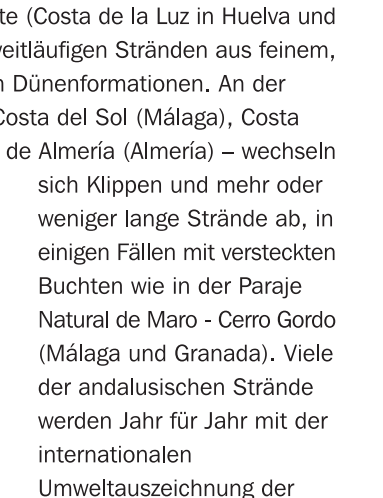 te (Costa de la Luz in Huelva und
weitläufigen Stränden aus feinem,
n Dünenformationen. An der
Costa del Sol (Málaga), Costa
de Almería (Almería) – wechseln
sich Klippen und mehr oder
weniger lange Strände ab, in
einigen Fällen mit versteckten
Buchten wie in der Paraje
Natural de Maro - Cerro Gordo
(Málaga und Granada). Viele
der andalusischen Strände
werden Jahr für Jahr mit der
internationalen
Umweltauszeichnung der